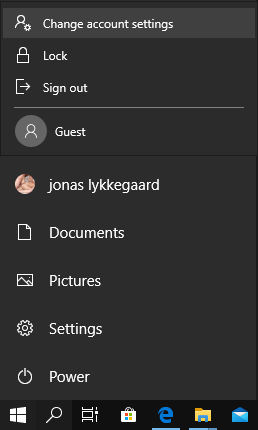 Change account settings
Lock
Sign out
Guest
jonas lykkegaard
Documents
Pictures
Settings
Power